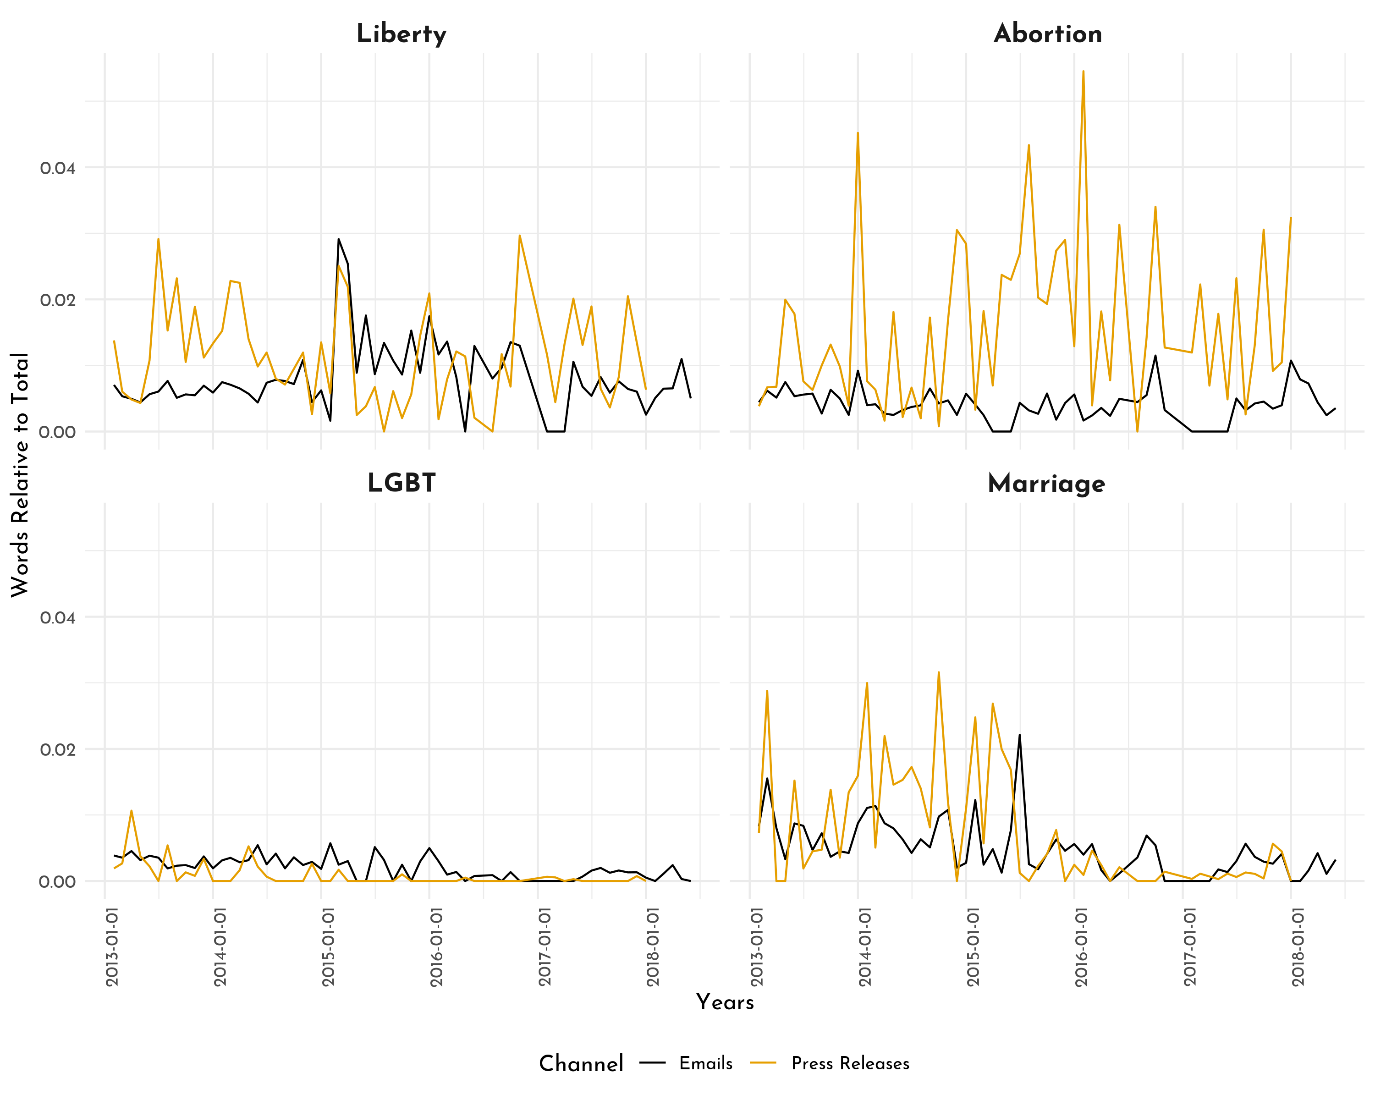 Liberty
Abortion
0.04
0.02
0.00
LGBT
Marriage
0.04
0.02
0.00
Words Relative to Total
2013-01-01
2014-01-01
2015-01-01
2016-01-01
2017-01-01
2018-01-01
2013-01-01
2014-01-01
2015-01-01
2016-01-01
2017-01-01
2018-01-01
Years
Channel Emails Press Releases